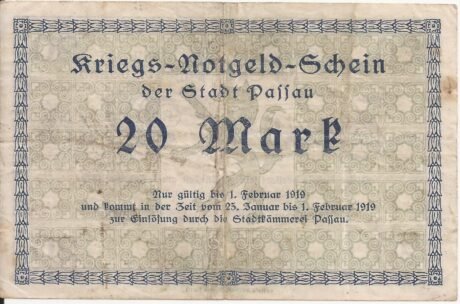 Kriegs-Notgeld-Schein
der Stadt Passau
20 Mark
Nur gültig bis 1. Februar 1919
und kommt in der Zeit vom 25. Januar bis 1. Februar 1919
zur Einlösung durch die Stadtkämmerei Passau.